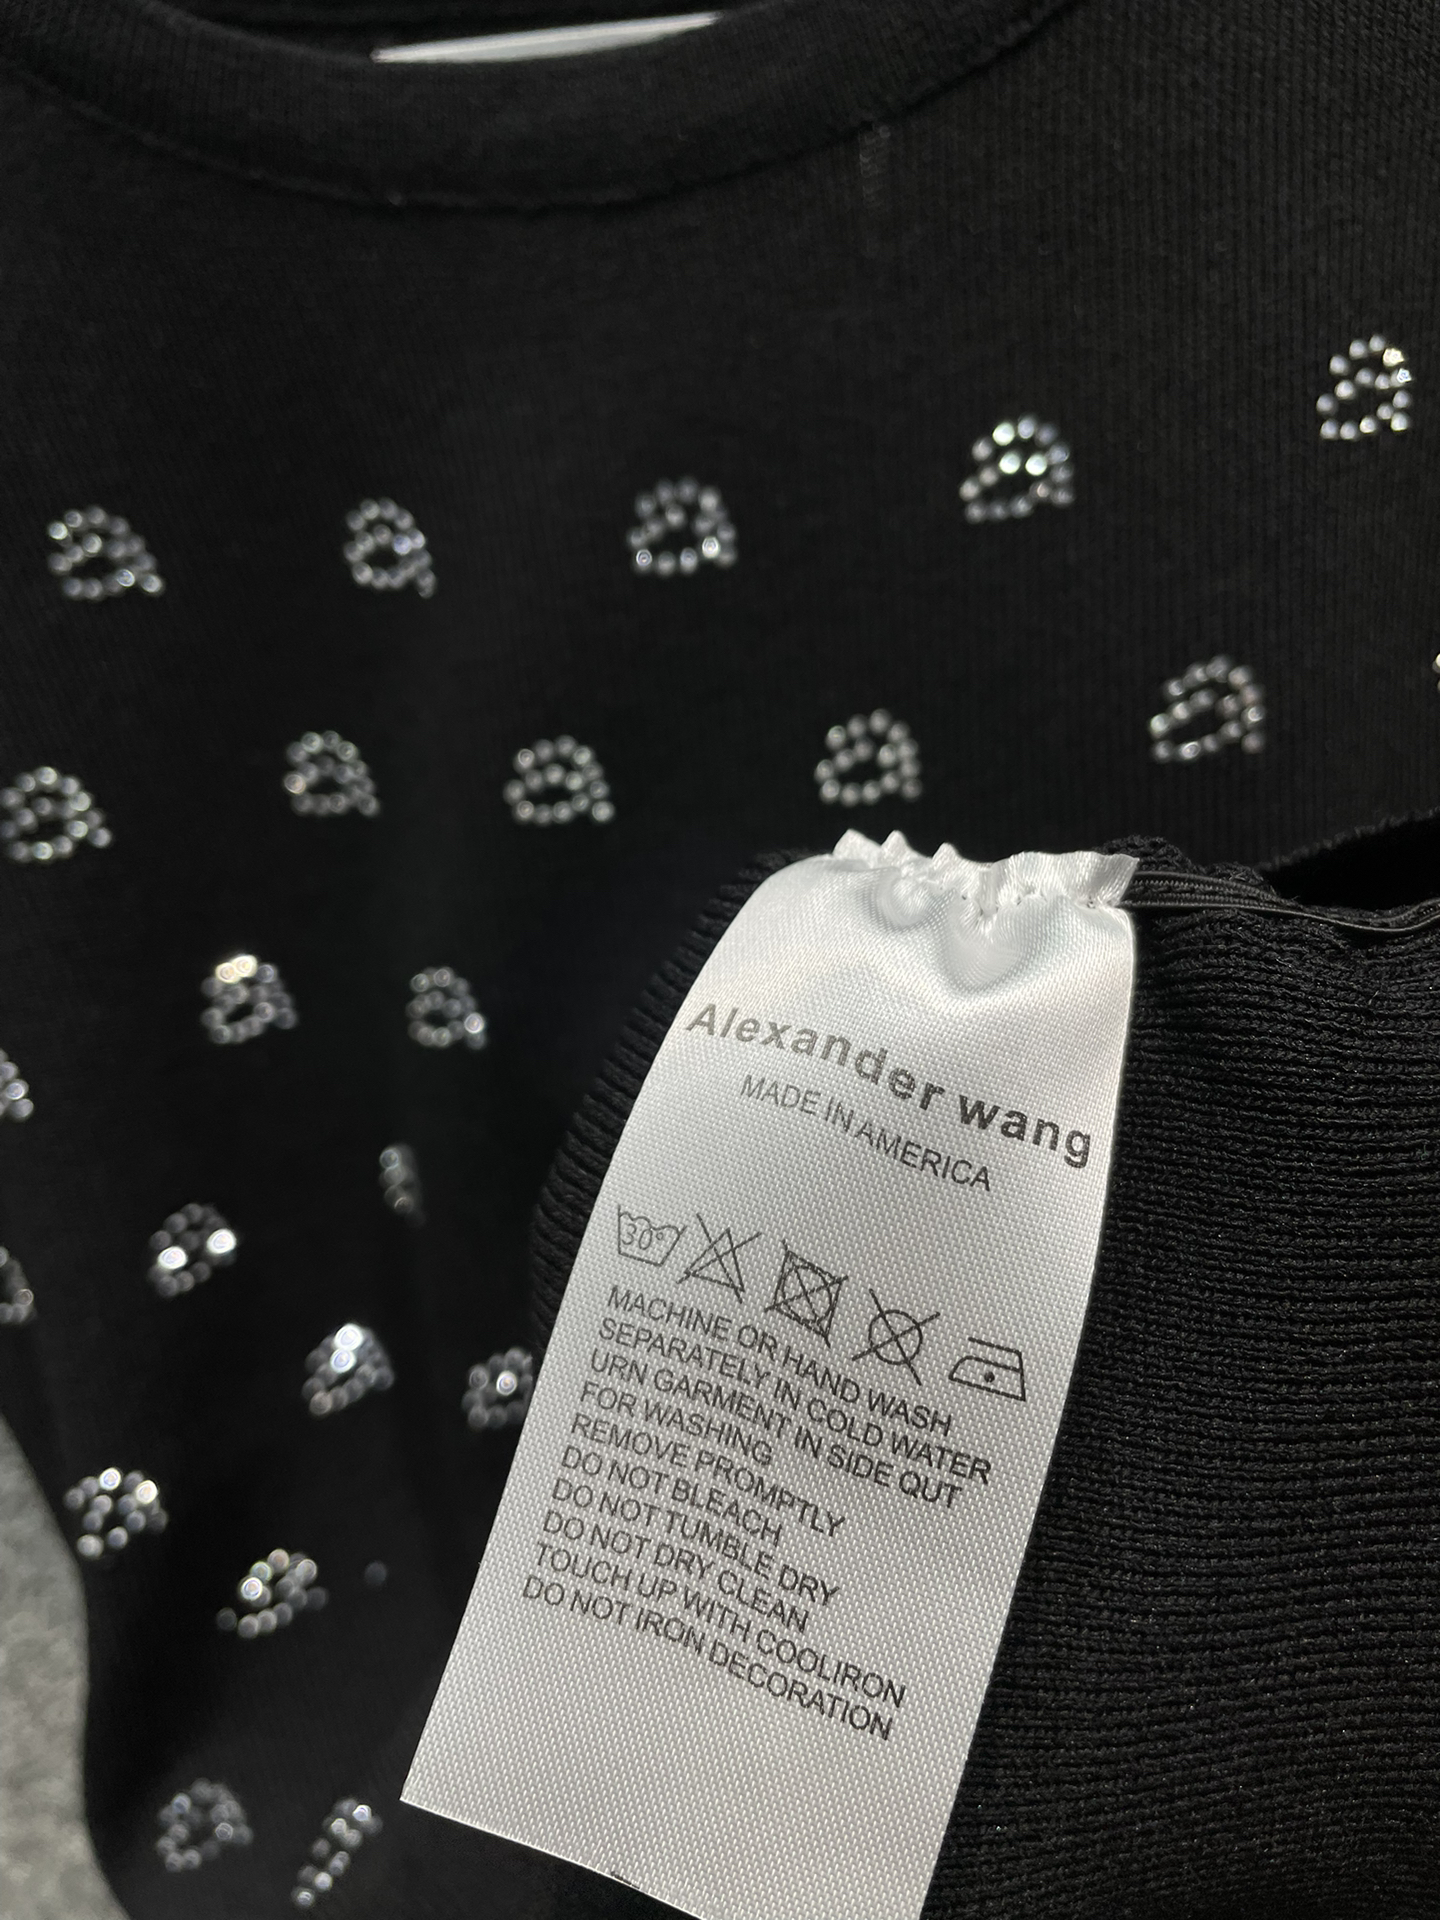 Alexander wang
MADE IN AMERICA
30°
MACHINE OR HAND WASH
SEPARATELY IN COLD WATER
URN GARMENT IN SIDE QUT
FOR WASHING
REMOVE PROMPTLY
DO NOT BLEACH
DO NOT TUMBLE DRY
DO NOT DRY CLEAN
TOUCH UP WITH COOLIRON
DO NOT IRON DECORATION
a a a a a
a a a a a
a a